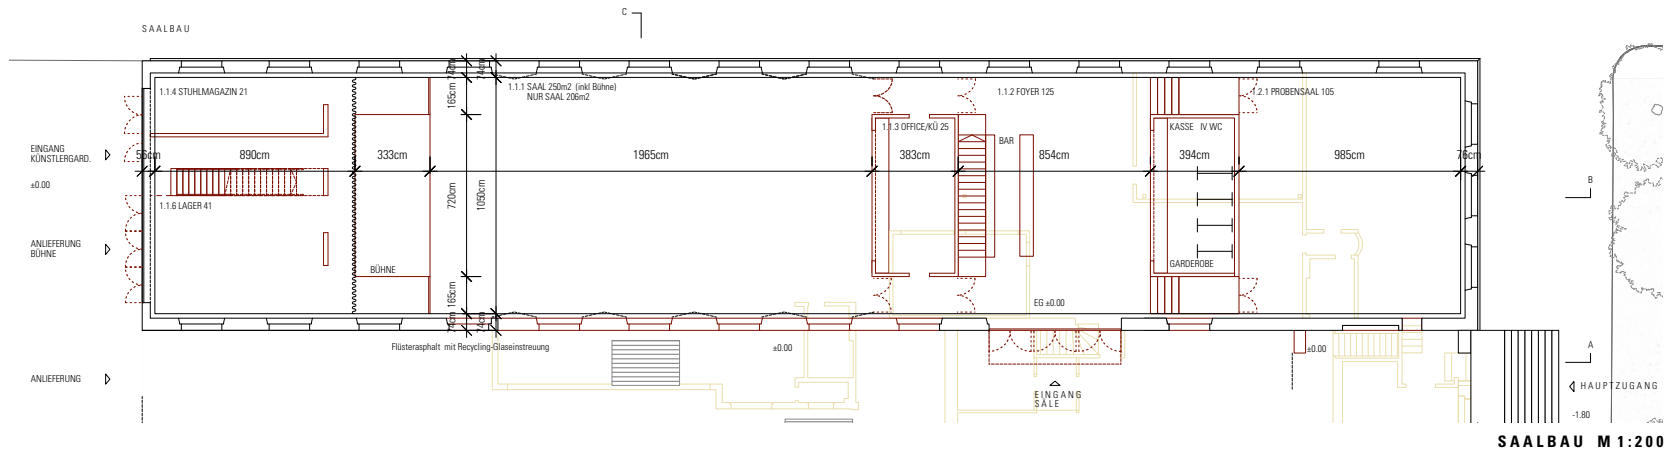 C
SAALBAU
74cm
74cm
1.1.4 STUHLMAGAZIN 21
165cm
1.1.1 SAAL 250m2 (inkl Bühne)
NUR SAAL 206m2
1.1.2 FOYER 125
1.2.1 PROBENSAAL 105
1.1.3 OFFICE/KÜ 25
KASSE IV WC
BAR
EINGANG
KÜNSTLERGARD.
56cm
890cm
333cm
1965cm
383cm
854cm
394cm
985cm
76cm
±0.00
B
1.1.6 LAGER 41
720cm
1050cm
ANLIEFERUNG
BÜHNE
BÜHNE
GARDEROBE
165cm
EG ±0.00
74cm
74cm
Flüsterasphalt mit Recycling-Glaseinstreuung
±0.00
±0.00
A
ANLIEFERUNG
EINGANG
SÄLE
HAUPTZUGANG
-1.80
SAALBAU M 1:200